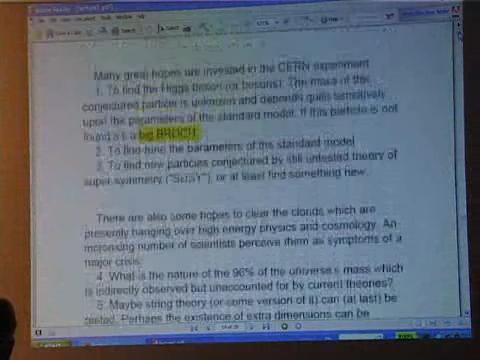 Many great hopes are invested in the CERN experiment
1. To find the Higgs boson (or bosons). The mass of this
conjectured particle is unknown and depends quite sensitively
upon the parameters of the standard model. If this particle is not
found it is a big BROCH.
2. To fine tune the parameters of the standard model
3. To find new particles conjectured by still untested theory of
super symmetry ("SUSY"), or at least find something new.
There are also some hopes to clear the clouds which are
presently hanging over high energy physics and cosmology. An
increasing number of scientists perceive them as symptoms of a
major crisis.
4. What is the nature of the 96% of the universe's mass which
is indirectly observed but unaccounted for by current theories?
5. Maybe string theory (or some version of it) can (at last) be
tested. Perhaps the existence of extra dimensions can be